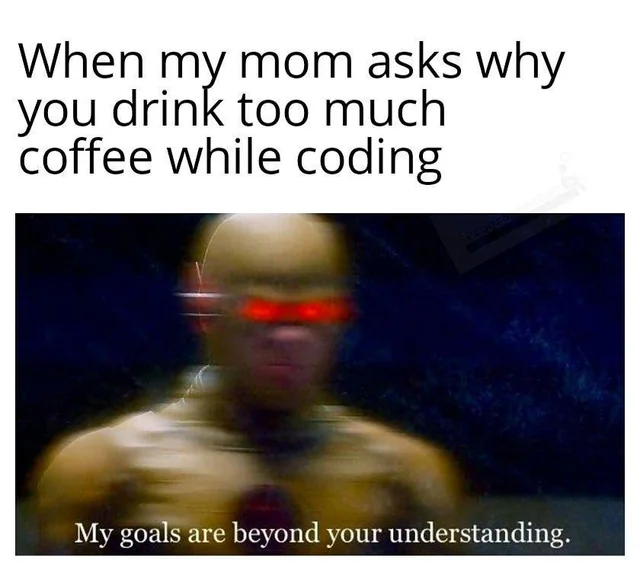 When my mom asks why
you drink too much
coffee while coding
My goals are beyond your understanding.